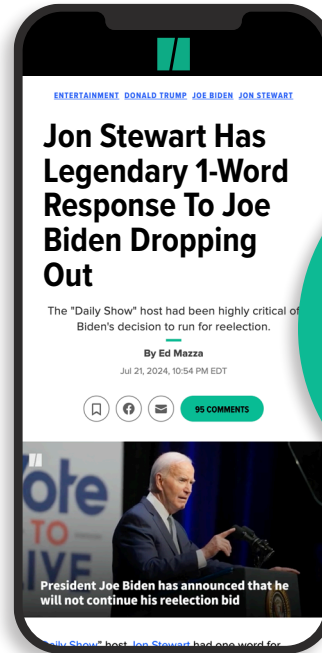 ENTERTAINMENT DONALD TRUMP JOE BIDEN JON STEWART
Jon Stewart Has
Legendary 1-Word
Response To Joe
Biden Dropping
Out
The "Daily Show" host had been highly critical of
Biden's decision to run for reelection.
By Ed Mazza
Jul 21, 2024, 10:54 PM EDT
95 COMMENTS
Vote
TO
LIVE
President Joe Biden has announced that he
will not continue his reelection bid
"Daily Show" host Jon Stewart had one word for